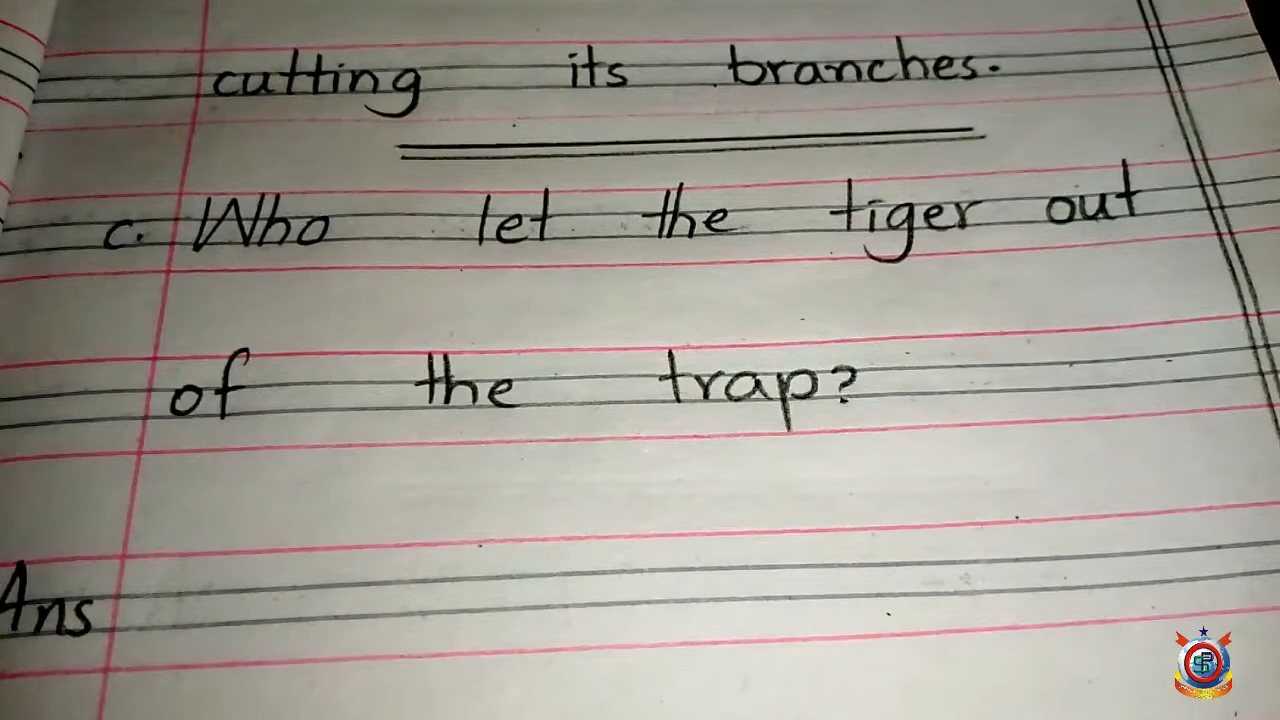 cutting its branches.
c. Who let the tiger out
of the trap?
Ans